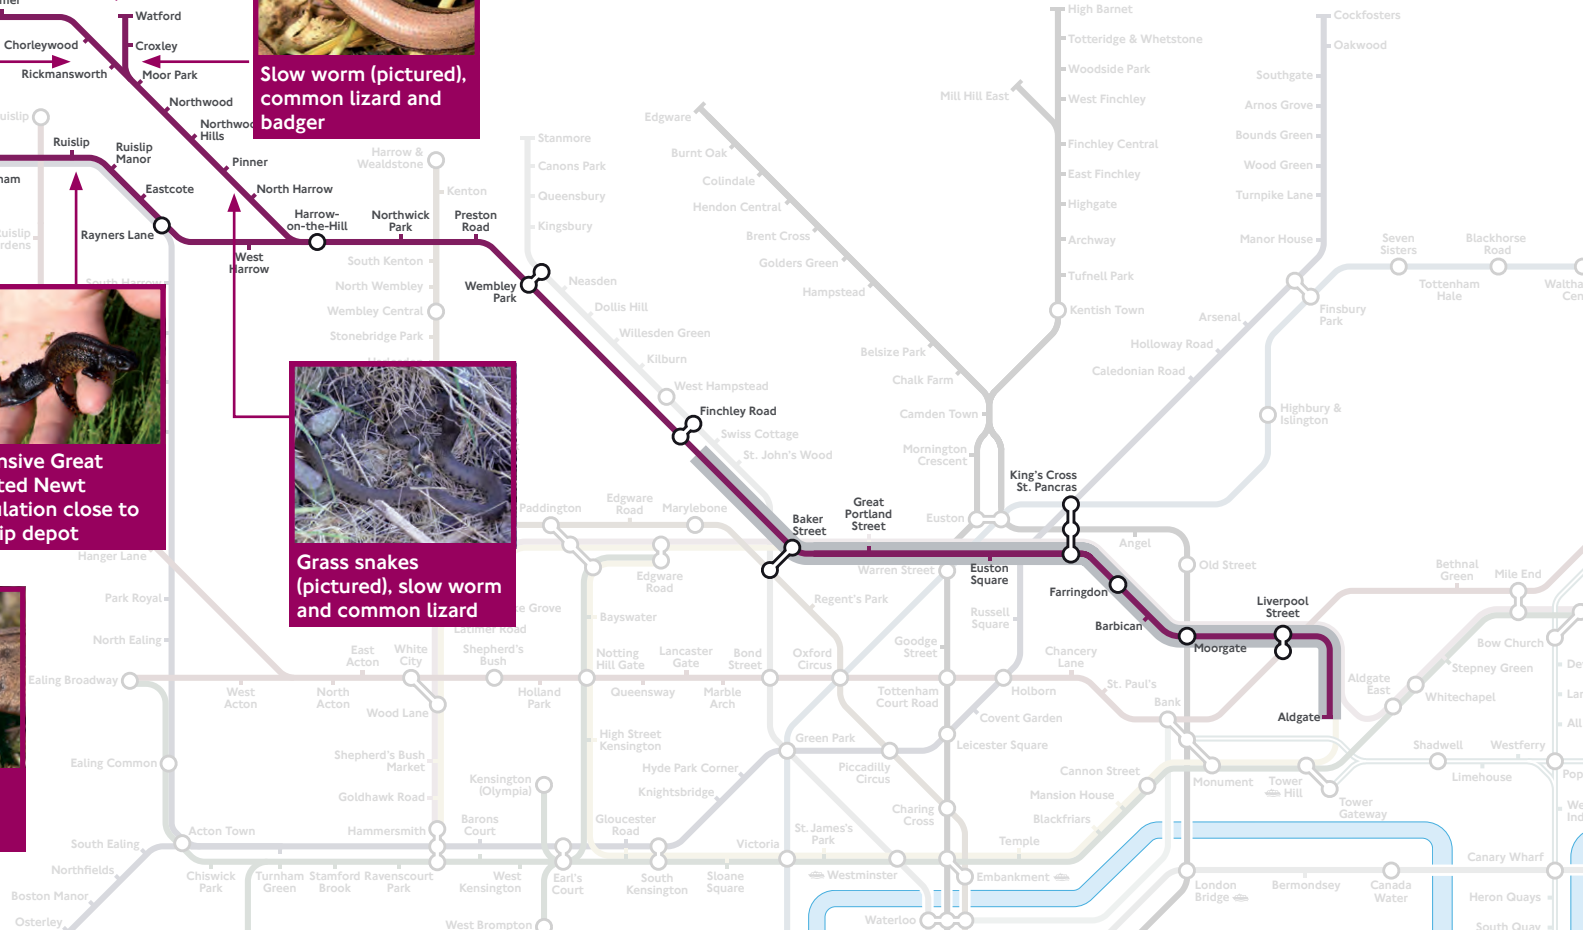 Watford
Croxley
Chorleywood
Rickmansworth
Moor Park
Northwood
Hills
Pinner
North Harrow
Northwood
Slow worm (pictured),
common lizard and
badger
Ruislip
Ruislip
Manor
Eastcote
Rayners Lane
West
Harrow
Harrow-
on-the-Hill
Northwick
Park
Preston
Road
Wembley
Park
Finchley Road
Baker
Street
Great
Portland
Street
Euston
Square
King's Cross
St. Pancras
Farringdon
Barbican
Moorgate
Liverpool
Street
Aldgate
Great
Newt
close to
depot
Grass snakes
(pictured), slow worm
and common lizard
Harrow &
Wealdstone
Kenton
South Kenton
North Wembley
Wembley Central
Stonebridge Park
South Harrow
Stanmore
Canons Park
Queensbury
Kingsbury
Neasden
Dollis Hill
Willesden Green
Kilburn
West Hampstead
Swiss Cottage
St. John's Wood
Edgware
Burnt Oak
Colindale
Hendon Central
Brent Cross
Golders Green
Hampstead
Belsize Park
Chalk Farm
Camden Town
Mornington
Crescent
Euston
Mill Hill East
High Barnet
Totteridge & Whetstone
Woodside Park
West Finchley
Finchley Central
East Finchley
Highgate
Archway
Tufnell Park
Kentish Town
Cockfosters
Oakwood
Southgate
Arnos Grove
Bounds Green
Wood Green
Turnpike Lane
Manor House
Seven
Sisters
Blackhorse
Road
Tottenham
Hale
Finsbury
Park
Arsenal
Holloway Road
Caledonian Road
Highbury &
Islington
Angel
Old Street
Bethnal
Green
Mile End
Bow Church
Stepney Green
Whitechapel
Aldgate
East
Paddington
Edgware
Road
Marylebone
Edgware
Road
Warren Street
Regent's Park
Russell
Square
Goodge
Street
Bayswater
Latimer Road
Hanger Lane
Park Royal
North Ealing
Ealing Broadway
West
Acton
North
Acton
East
Acton
White
City
Wood Lane
Shepherd's
Bush
Holland
Park
Notting
Hill Gate
Queensway
Lancaster
Gate
Marble
Arch
Bond
Street
Oxford
Circus
Tottenham
Court Road
Holborn
Chancery
Lane
St. Paul's
Bank
Covent Garden
Leicester Square
Green Park
Piccadilly
Circus
Hyde Park Corner
Knightsbridge
High Street
Kensington
Shepherd's Bush
Market
Goldhawk Road
Hammersmith
Kensington
(Olympia)
Barons
Court
Gloucester
Road
Ealing Common
Acton Town
South Ealing
Northfields
Boston Manor
Osterley
Chiswick
Park
Turnham
Green
Stamford
Brook
Ravenscourt
Park
West
Kensington
Earl's
Court
South
Kensington
Sloane
Square
Victoria
St. James's
Park
Westminster
Embankment
Temple
Charing
Cross
Blackfriars
Mansion House
Cannon Street
Monument
Tower
Hill
Tower
Gateway
Shadwell
Limehouse
Westferry
West Brompton
Waterloo
London
Bridge
Bermondsey
Canada
Water
Canary Wharf
Heron Quays
South Quay